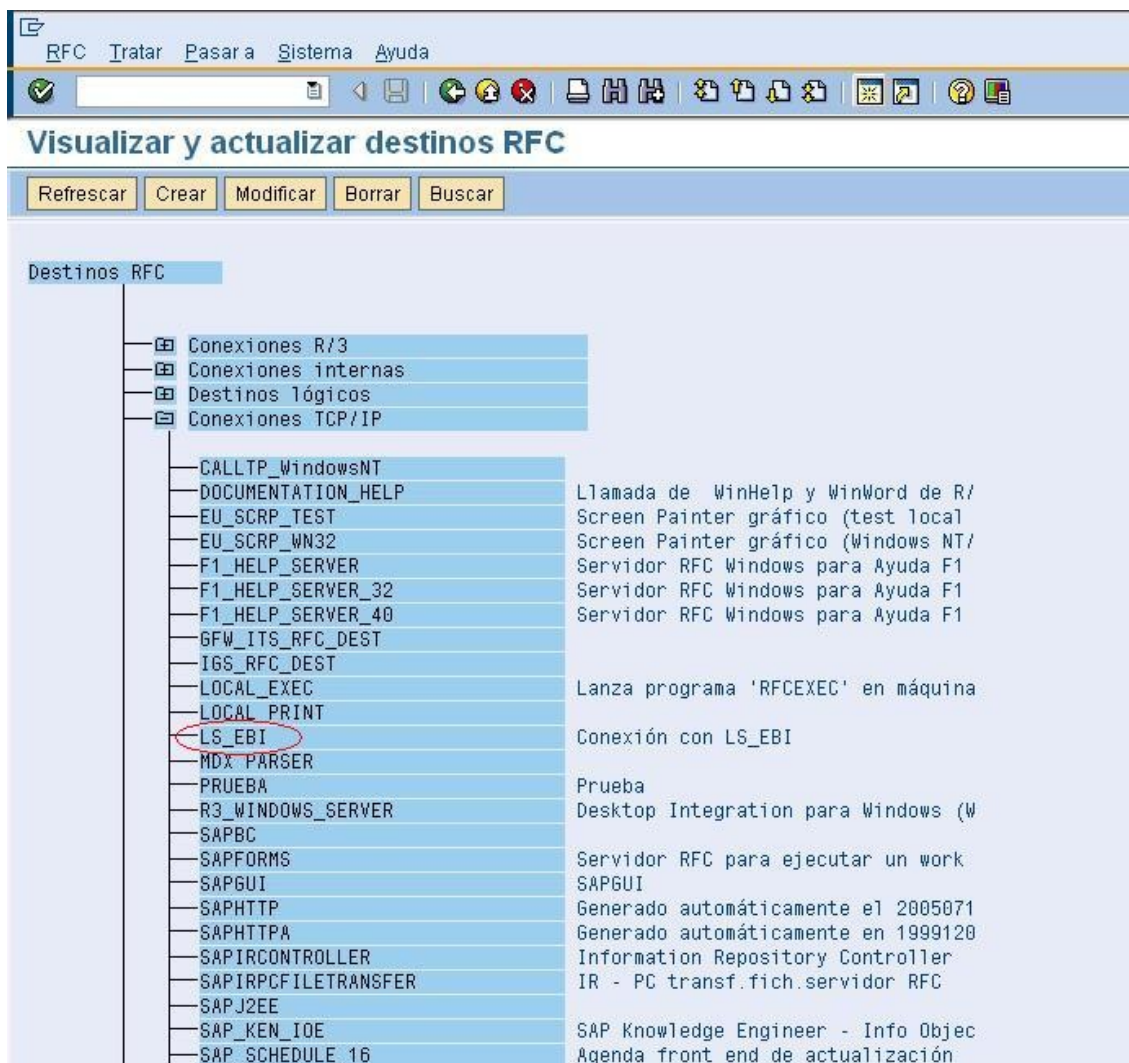 RFC Tratar Pasar a Sistema Ayuda
Visualizar y actualizar destinos RFC
Refrescar Crear Modificar Borrar Buscar
Destinos RFC
Conexiones R/3
Conexiones internas
Destinos lógicos
Conexiones TCP/IP
CALLTP_WindowsNT
DOCUMENTATION_HELP Llamada de WinHelp y WinWord de R/
EU_SCRP_TEST Screen Painter gráfico (test local
EU_SCRP_WN32 Screen Painter gráfico (Windows NT/
F1_HELP_SERVER Servidor RFC Windows para Ayuda F1
F1_HELP_SERVER_32 Servidor RFC Windows para Ayuda F1
F1_HELP_SERVER_40 Servidor RFC Windows para Ayuda F1
GFW_ITS_RFC_DEST
IGS_RFC_DEST
LOCAL_EXEC Lanza programa 'RFCEXEC' en máquina
LOCAL_PRINT
LS_EBI Conexión con LS_EBI
MDX PARSER
PRUEBA Prueba
R3_WINDOWS_SERVER Desktop Integration para Windows (W
SAPBC
SAPFORMS Servidor RFC para ejecutar un work
SAPGUI SAPGUI
SAPHTTP Generado automáticamente el 2005071
SAPHTTPA Generado automáticamente en 1999120
SAPIRCONTROLLER Information Repository Controller
SAPIRPCFILETRANSFER IR - PC transf.fich.servidor RFC
SAPJ2EE
SAP_KEN_IOE SAP Knowledge Engineer - Info Objec
SAP_SCHEDULE_16 Agenda front end de actualización